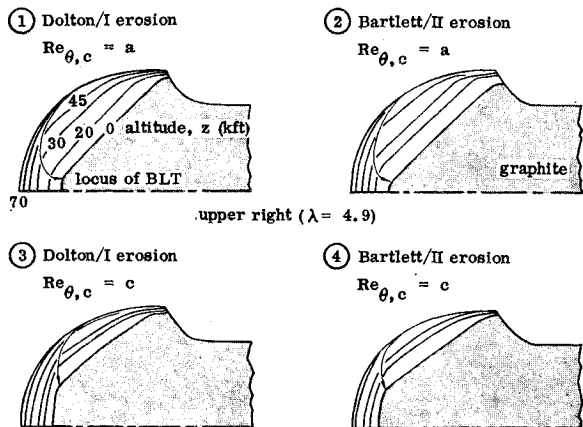 ① Dolton/I erosion
Re_θ,c = a
45
30 20 0 altitude, z (kft)
locus of BLT
70
② Bartlett/II erosion
Re_θ,c = a
graphite
upper right (λ = 4.9)
③ Dolton/I erosion
Re_θ,c = c
④ Bartlett/II erosion
Re_θ,c = c